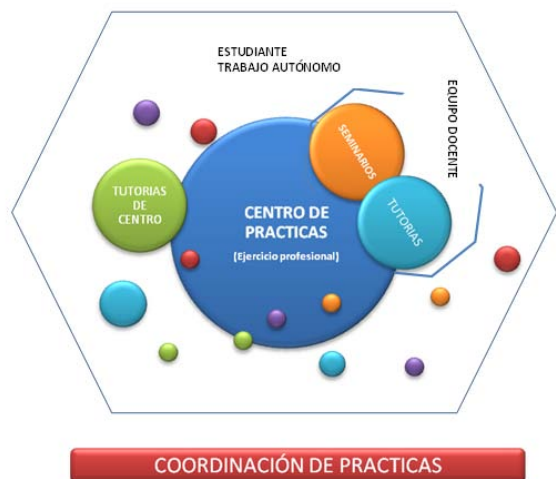 ESTUDIANTE
TRABAJO AUTÓNOMO
EQUIPO DOCENTE
SEMINARIOS
TUTORIAS
DE
CENTRO
TUTORIAS
CENTRO DE
PRACTICAS
(Ejercicio profesional)
COORDINACIÓN DE PRACTICAS